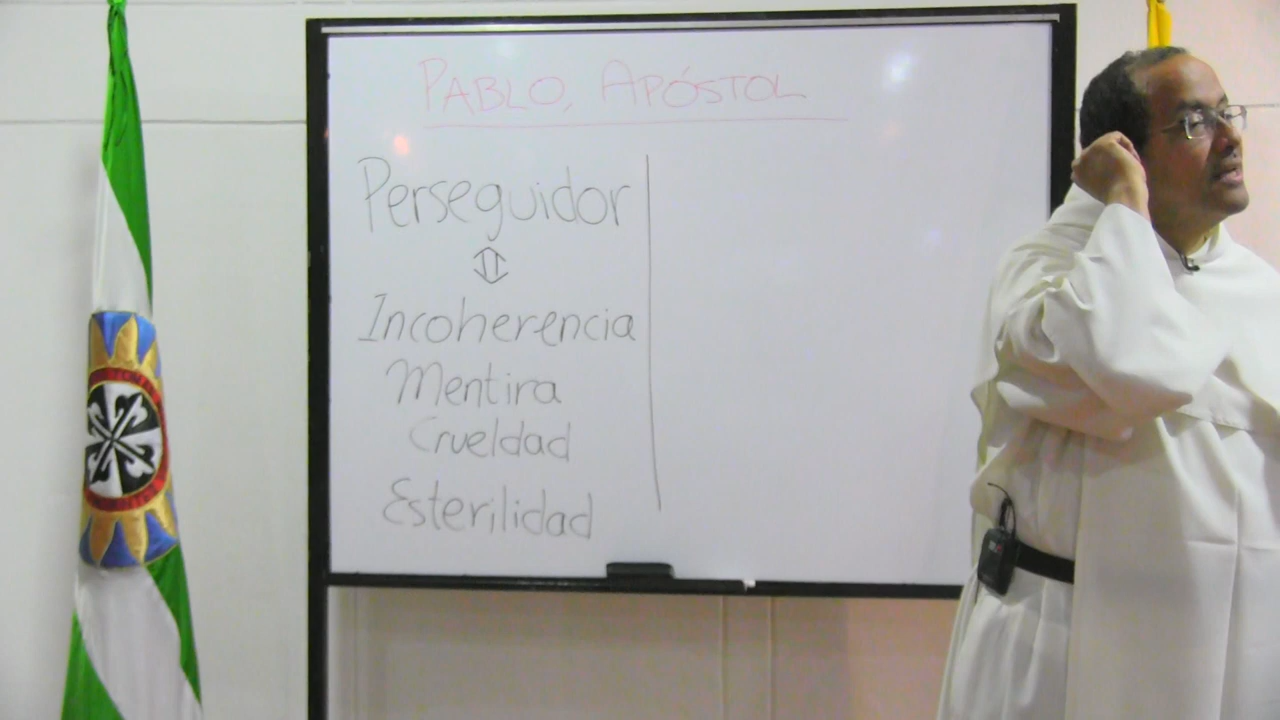 PABLO, APÓSTOL
Perseguidor
⇕
Incoherencia
Mentira
Crueldad
Esterilidad